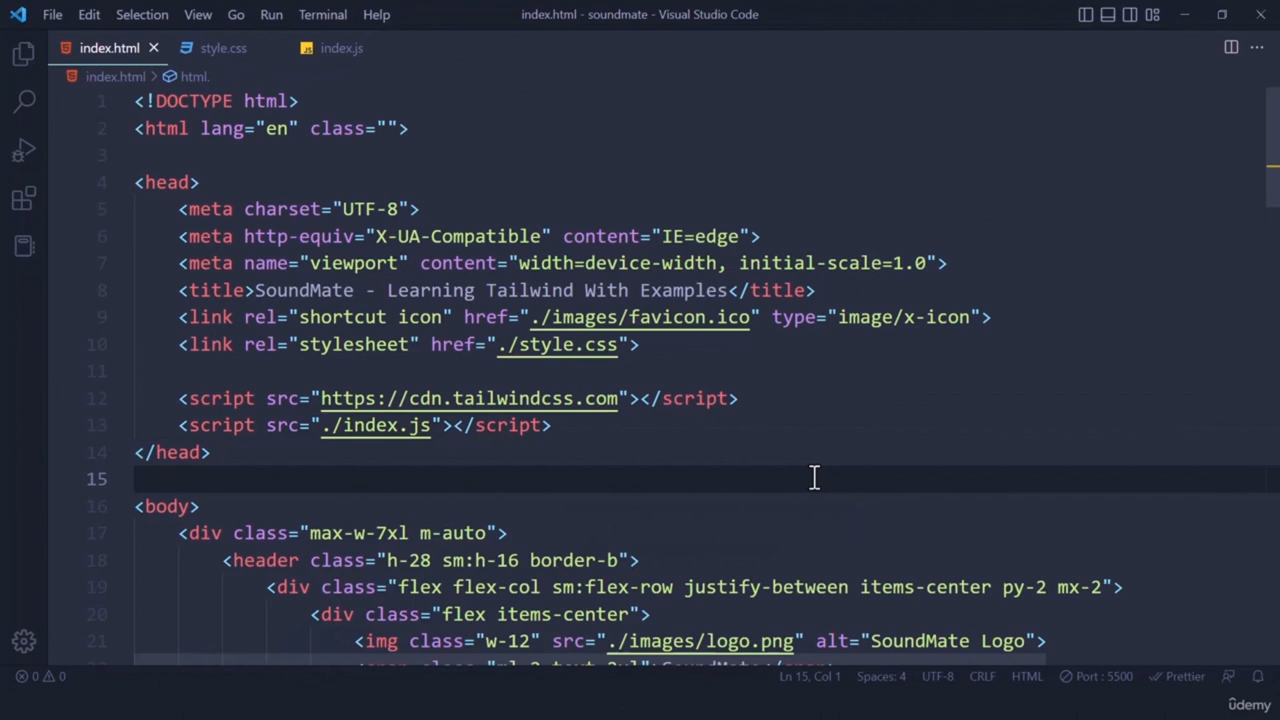 File Edit Selection View Go Run Terminal Help index.html - soundmate - Visual Studio Code
index.html style.css index.js
index.html > html.
1 <!DOCTYPE html>
2 <html lang="en" class="">
3
4 <head>
5 <meta charset="UTF-8">
6 <meta http-equiv="X-UA-Compatible" content="IE=edge">
7 <meta name="viewport" content="width=device-width, initial-scale=1.0">
8 <title>SoundMate - Learning Tailwind With Examples</title>
9 <link rel="shortcut icon" href="./images/favicon.ico" type="image/x-icon">
10 <link rel="stylesheet" href="./style.css">
11
12 <script src="https://cdn.tailwindcss.com"></script>
13 <script src="./index.js"></script>
14 </head>
15
16 <body>
17 <div class="max-w-7xl m-auto">
18 <header class="h-28 sm:h-16 border-b">
19 <div class="flex flex-col sm:flex-row justify-between items-center py-2 mx-2">
20 <div class="flex items-center">
21 <img class="w-12" src="./images/logo.png" alt="SoundMate Logo">
0 0 Ln 15, Col 1 Spaces: 4 UTF-8 CRLF HTML Port : 5500 Prettier
ûdemy